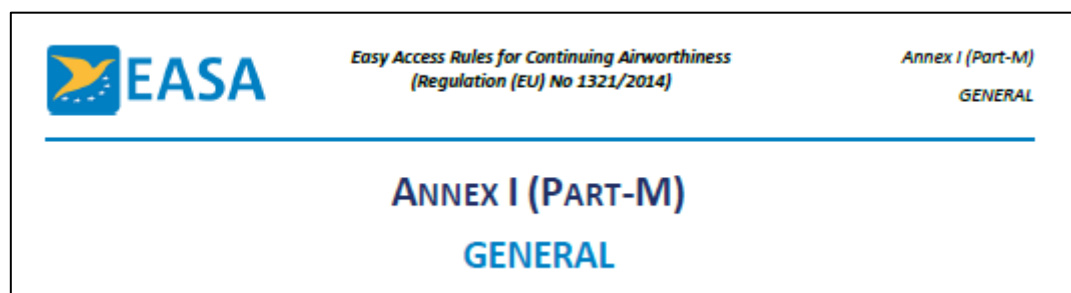 EASA
Easy Access Rules for Continuing Airworthiness
(Regulation (EU) No 1321/2014)
Annex I (Part-M)
GENERAL
ANNEX I (PART-M)
GENERAL